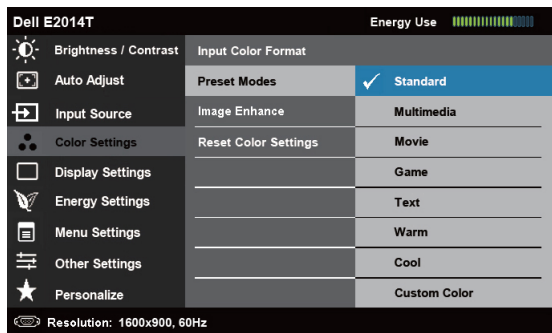 Dell E2014T Energy Use
Brightness / Contrast Input Color Format
Auto Adjust Preset Modes Standard
Input Source Image Enhance Multimedia
Color Settings Reset Color Settings Movie
Display Settings Game
Energy Settings Text
Menu Settings Warm
Other Settings Cool
Personalize Custom Color
Resolution: 1600x900, 60Hz